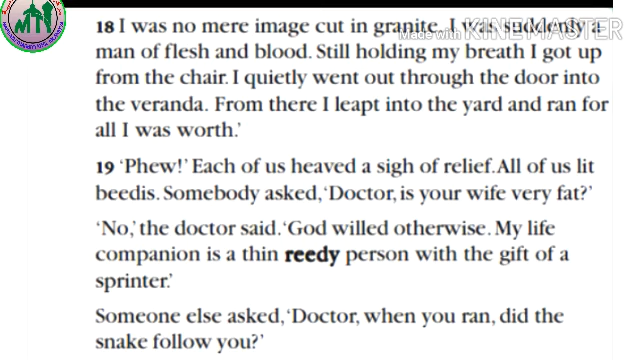 18 I was no mere image cut in granite. I was suddenly a
Made with KINEMASTER
man of flesh and blood. Still holding my breath I got up
from the chair. I quietly went out through the door into
the veranda. From there I leapt into the yard and ran for
all I was worth.’
19 ‘Phew!’ Each of us heaved a sigh of relief. All of us lit
beedis. Somebody asked, ‘Doctor, is your wife very fat?’
‘No,’ the doctor said. ‘God willed otherwise. My life
companion is a thin reedy person with the gift of a
sprinter.’
Someone else asked, ‘Doctor, when you ran, did the
snake follow you?’